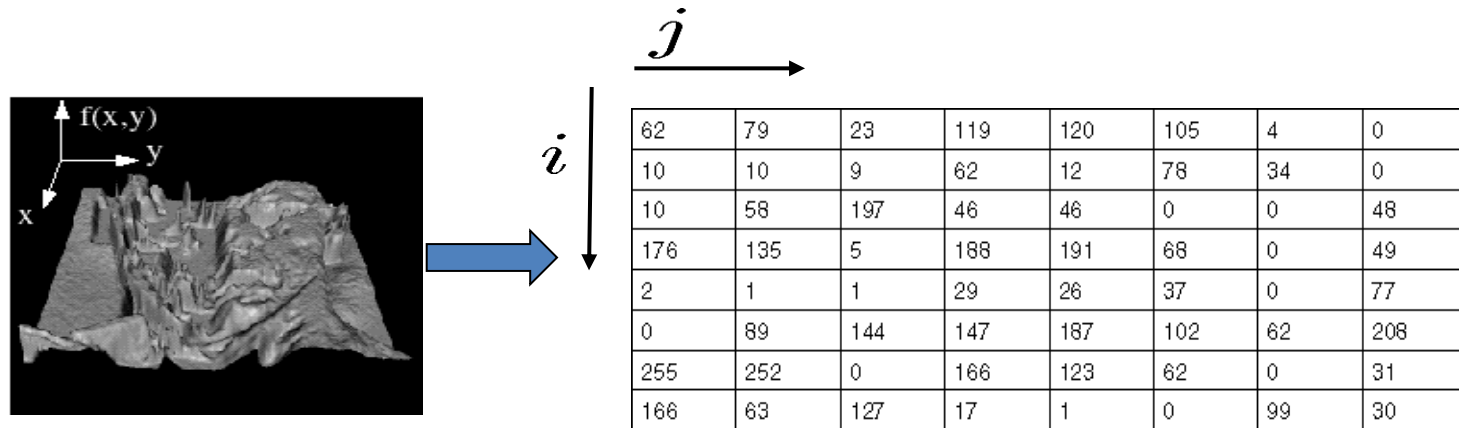 j
f(x,y)
y
x
i
62 79 23 119 120 105 4 0
10 10 9 62 12 78 34 0
10 58 197 46 46 0 0 48
176 135 5 188 191 68 0 49
2 1 1 29 26 37 0 77
0 89 144 147 187 102 62 208
255 252 0 166 123 62 0 31
166 63 127 17 1 0 99 30